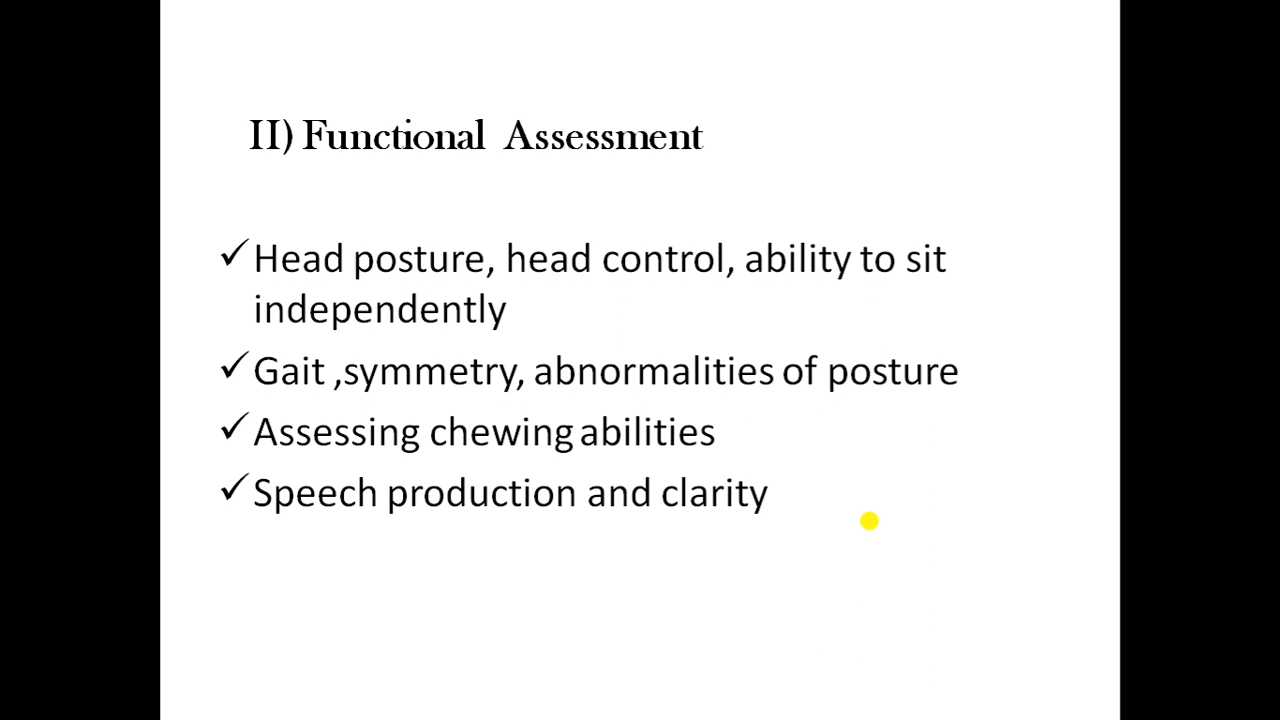 II) Functional Assessment
✓Head posture, head control, ability to sit
independently
✓Gait ,symmetry, abnormalities of posture
✓Assessing chewing abilities
✓Speech production and clarity